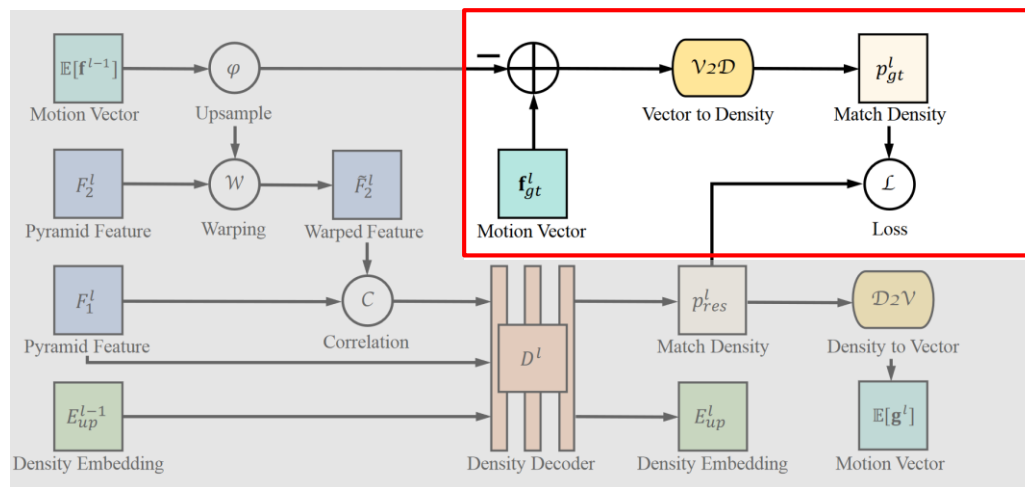 𝔼[𝐟^{l-1}]
Motion Vector
φ
Upsample
−
𝒱2𝒟
Vector to Density
p^l_{gt}
Match Density
F^l_2
Pyramid Feature
𝒲
Warping
F̃^l_2
Warped Feature
𝐟^l_{gt}
Motion Vector
ℒ
Loss
F^l_1
Pyramid Feature
C
Correlation
D^l
p^l_{res}
Match Density
𝒟2𝒱
Density to Vector
E^{l-1}_{up}
Density Embedding
Density Decoder
E^l_{up}
Density Embedding
𝔼[𝐠^l]
Motion Vector